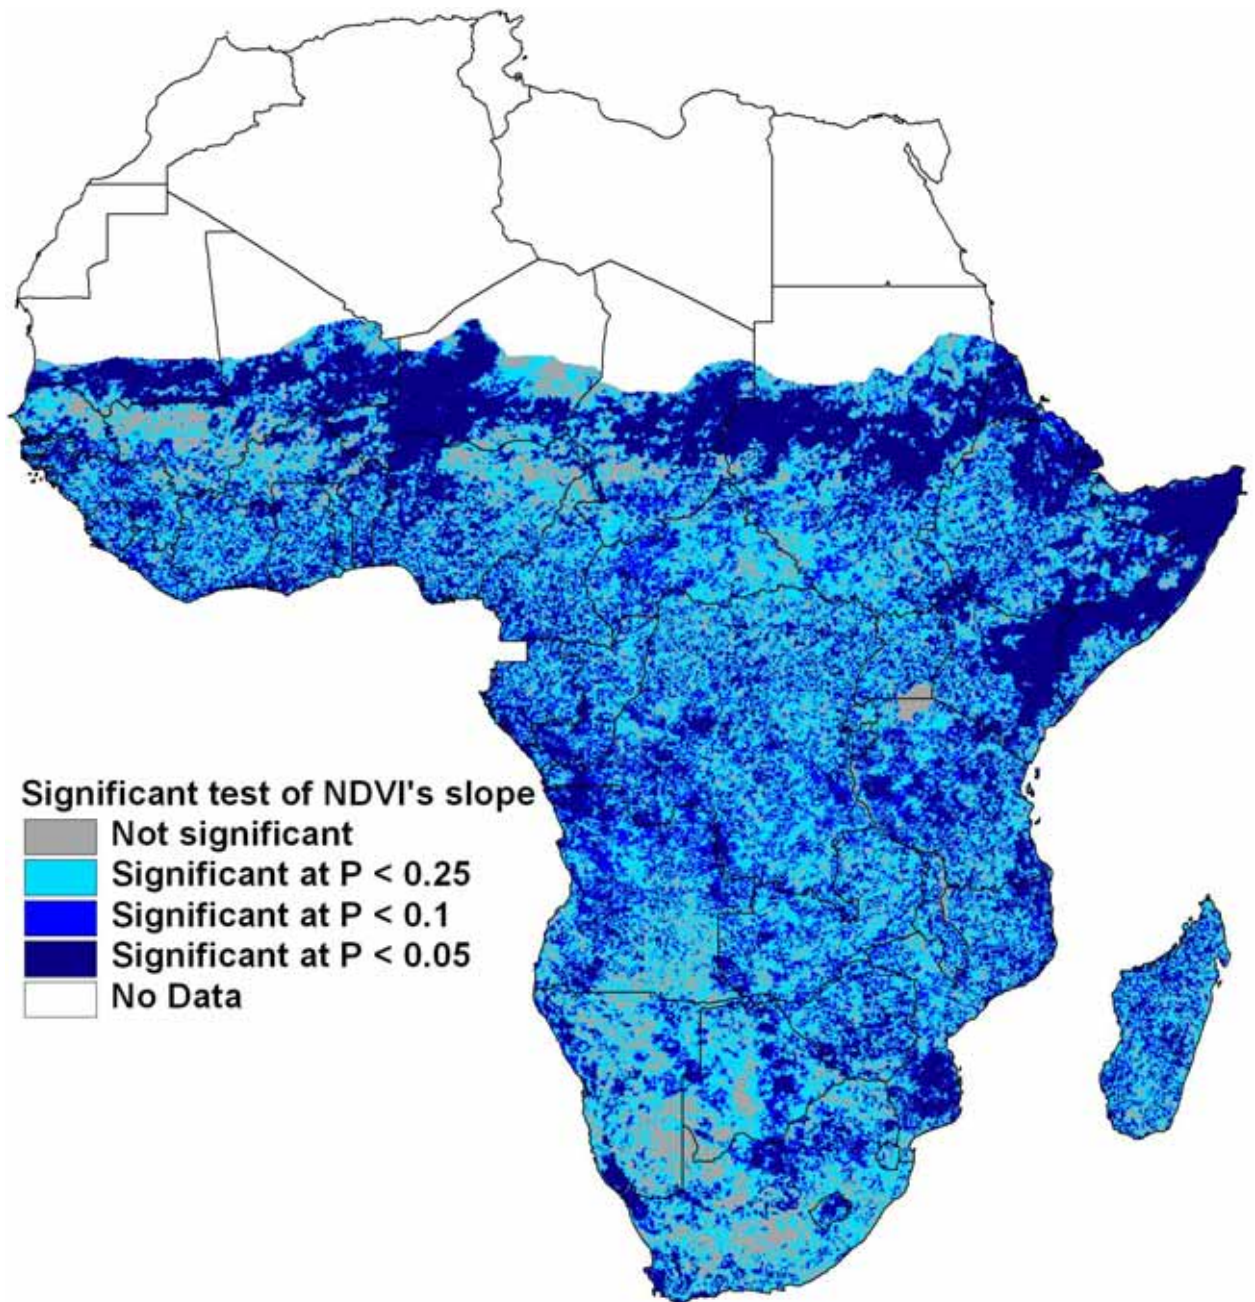 Significant test of NDVI's slope
Not significant
Significant at P < 0.25
Significant at P < 0.1
Significant at P < 0.05
No Data